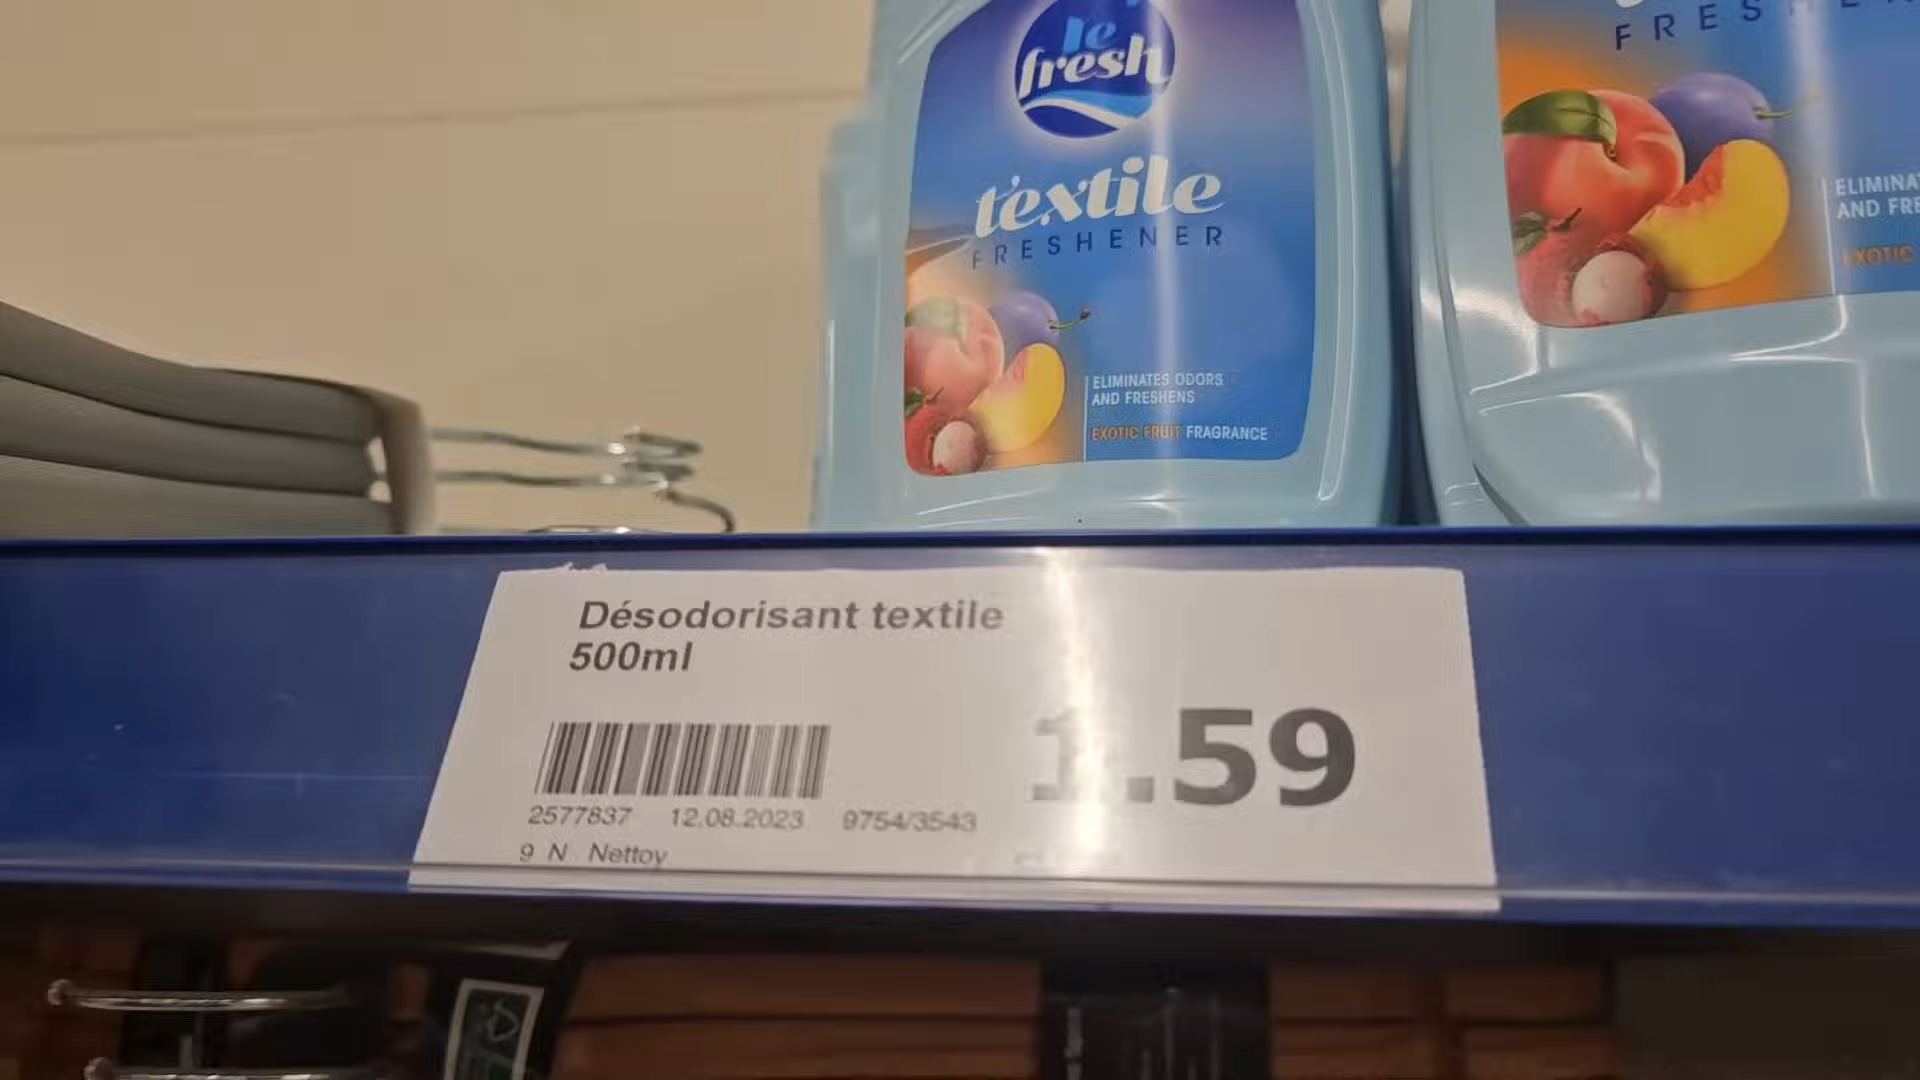 le
fresh
textile
FRESHENER
ELIMINATES ODORS
AND FRESHENS
EXOTIC FRUIT FRAGRANCE
ELIMINA
AND FRE
EXOTIC
Désodorisant textile
500ml
1.59
2577837 12.08.2023 9754/3543
9 N Nettoy